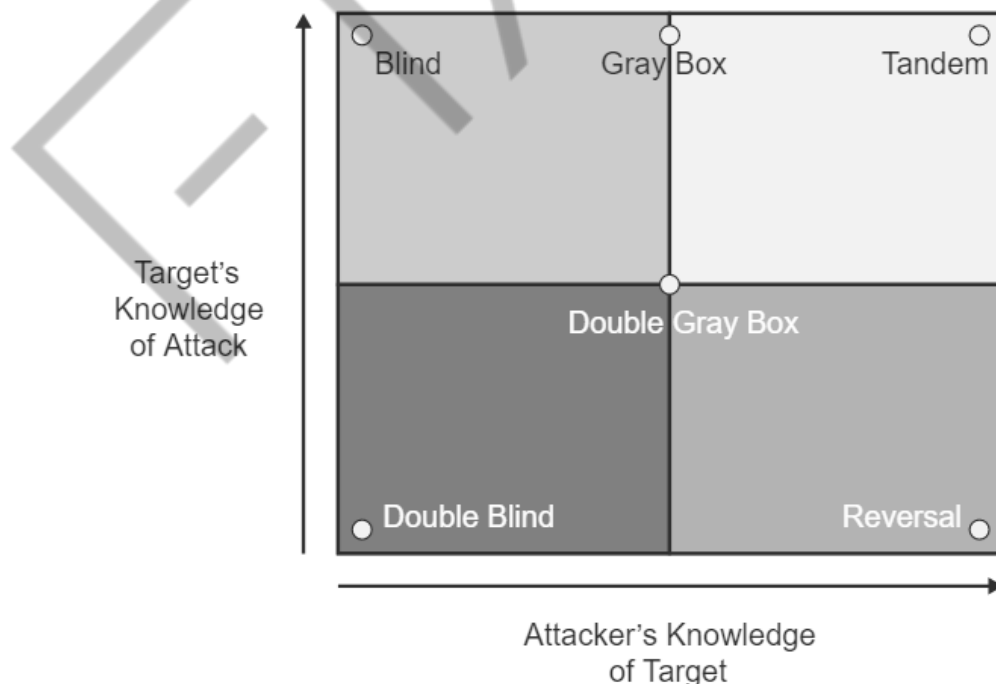 Blind
Gray Box
Tandem
Target's
Knowledge
of Attack
Double Gray Box
Double Blind
Reversal
Attacker's Knowledge
of Target